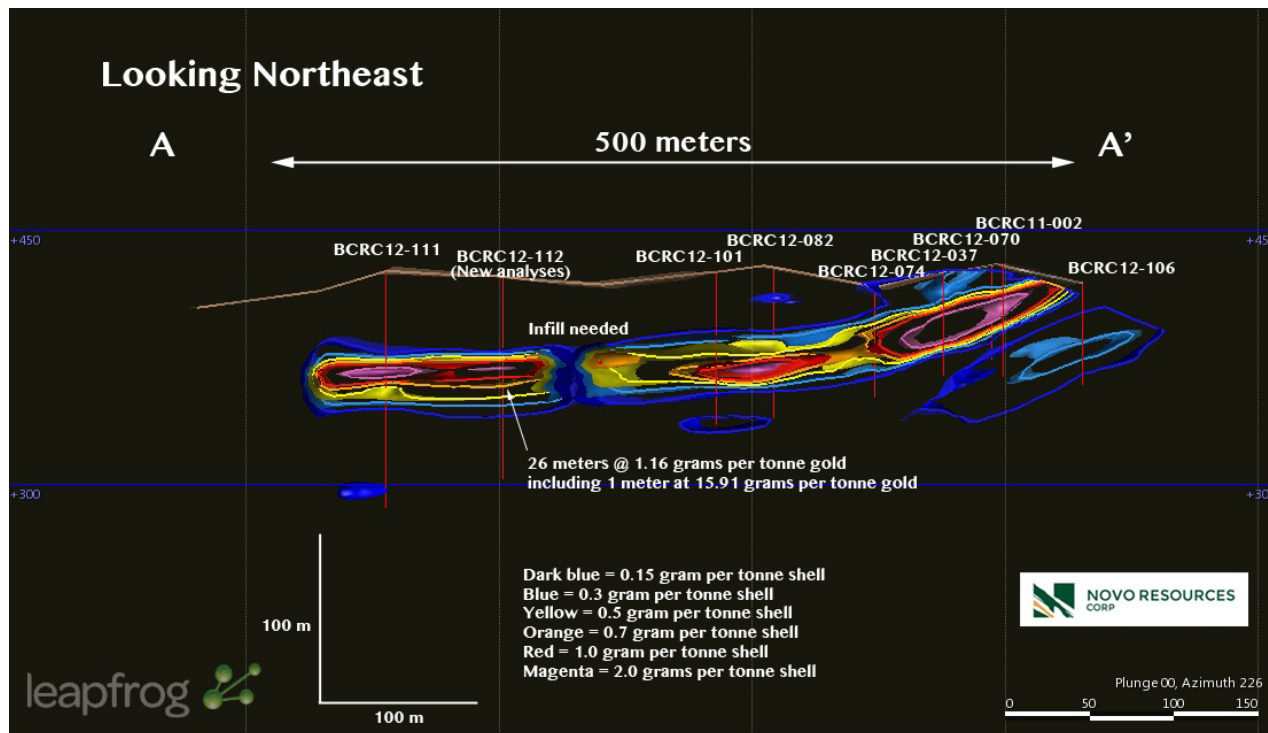 Looking Northeast
A
500 meters
A'
BCRC11-002
+450
+45
BCRC12-111
BCRC12-112
(New analyses)
BCRC12-101
BCRC12-082
BCRC12-070
BCRC12-037
BCRC12-074
BCRC12-106
Infill needed
26 meters @ 1.16 grams per tonne gold
including 1 meter at 15.91 grams per tonne gold
+300
+30
Dark blue = 0.15 gram per tonne shell
Blue = 0.3 gram per tonne shell
Yellow = 0.5 gram per tonne shell
Orange = 0.7 gram per tonne shell
Red = 1.0 gram per tonne shell
Magenta = 2.0 grams per tonne shell
100 m
100 m
NOVO RESOURCES
CORP
leapfrog
Plunge 00, Azimuth 226
0 50 100 150